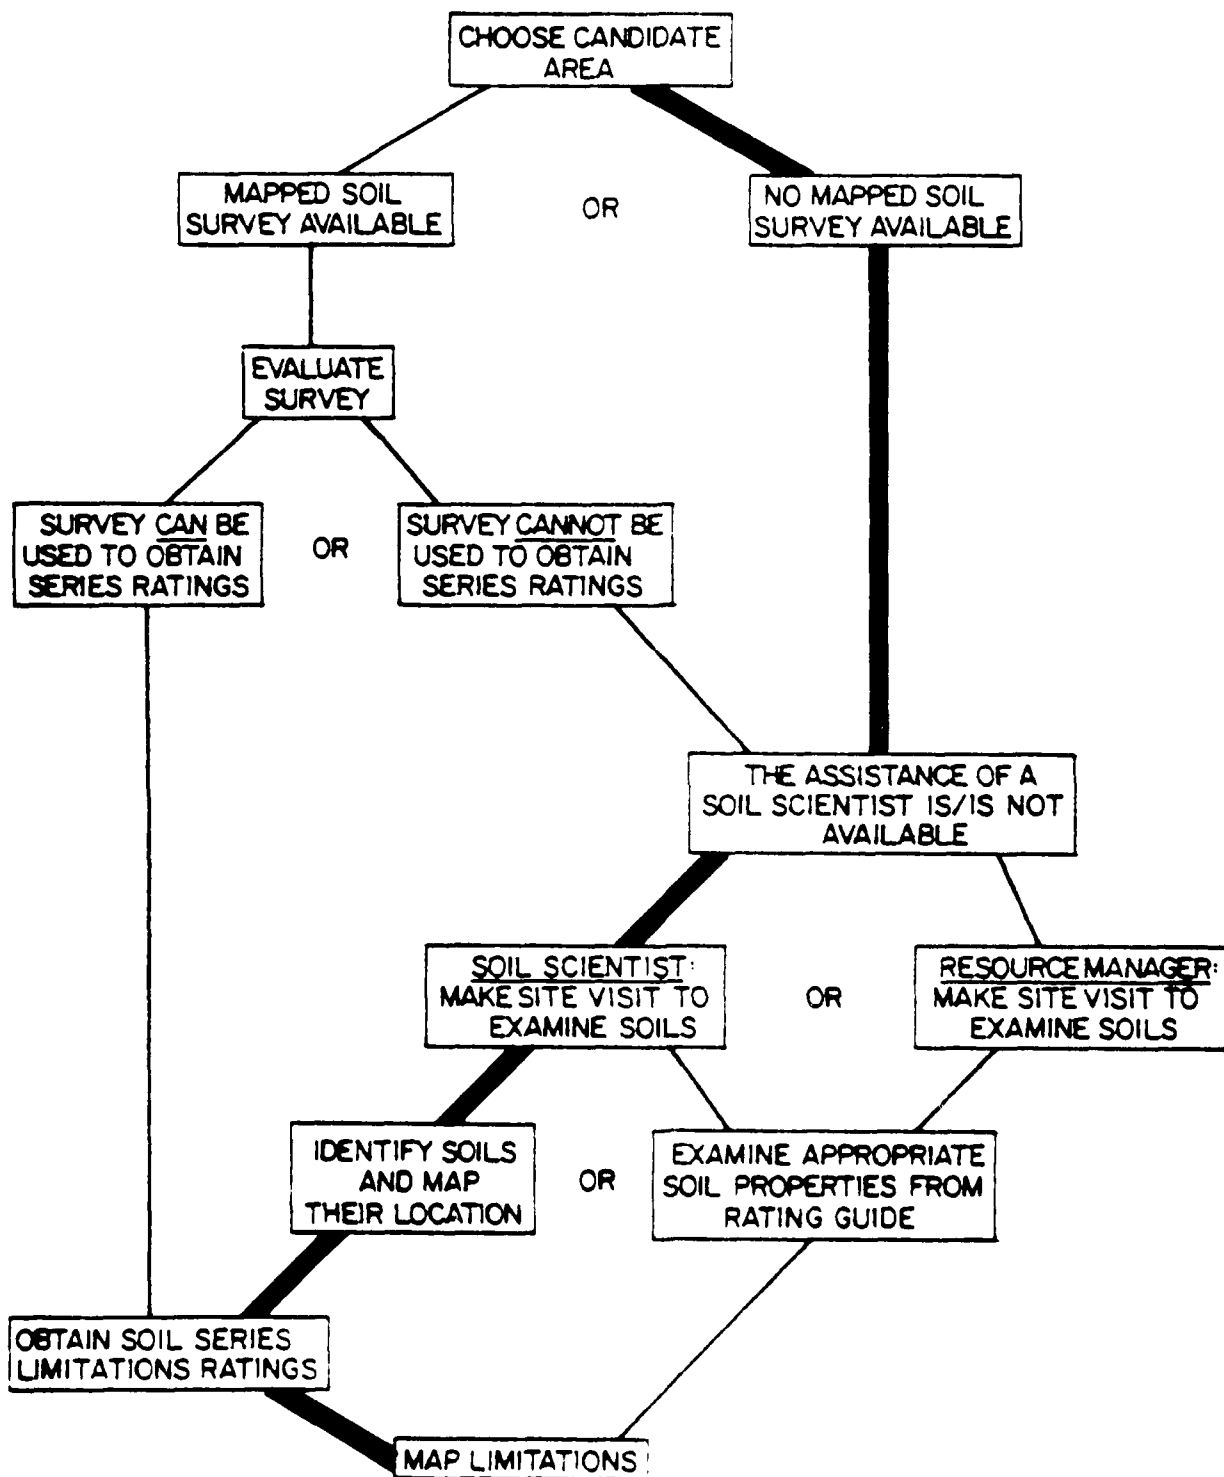 CHOOSE CANDIDATE
AREA
MAPPED SOIL
SURVEY AVAILABLE
OR
NO MAPPED SOIL
SURVEY AVAILABLE
EVALUATE
SURVEY
SURVEY CAN BE
USED TO OBTAIN
SERIES RATINGS
OR
SURVEY CANNOT BE
USED TO OBTAIN
SERIES RATINGS
THE ASSISTANCE OF A
SOIL SCIENTIST IS/IS NOT
AVAILABLE
SOIL SCIENTIST:
MAKE SITE VISIT TO
EXAMINE SOILS
OR
RESOURCE MANAGER:
MAKE SITE VISIT TO
EXAMINE SOILS
IDENTIFY SOILS
AND MAP
THEIR LOCATION
OR
EXAMINE APPROPRIATE
SOIL PROPERTIES FROM
RATING GUIDE
OBTAIN SOIL SERIES
LIMITATIONS RATINGS
MAP LIMITATIONS